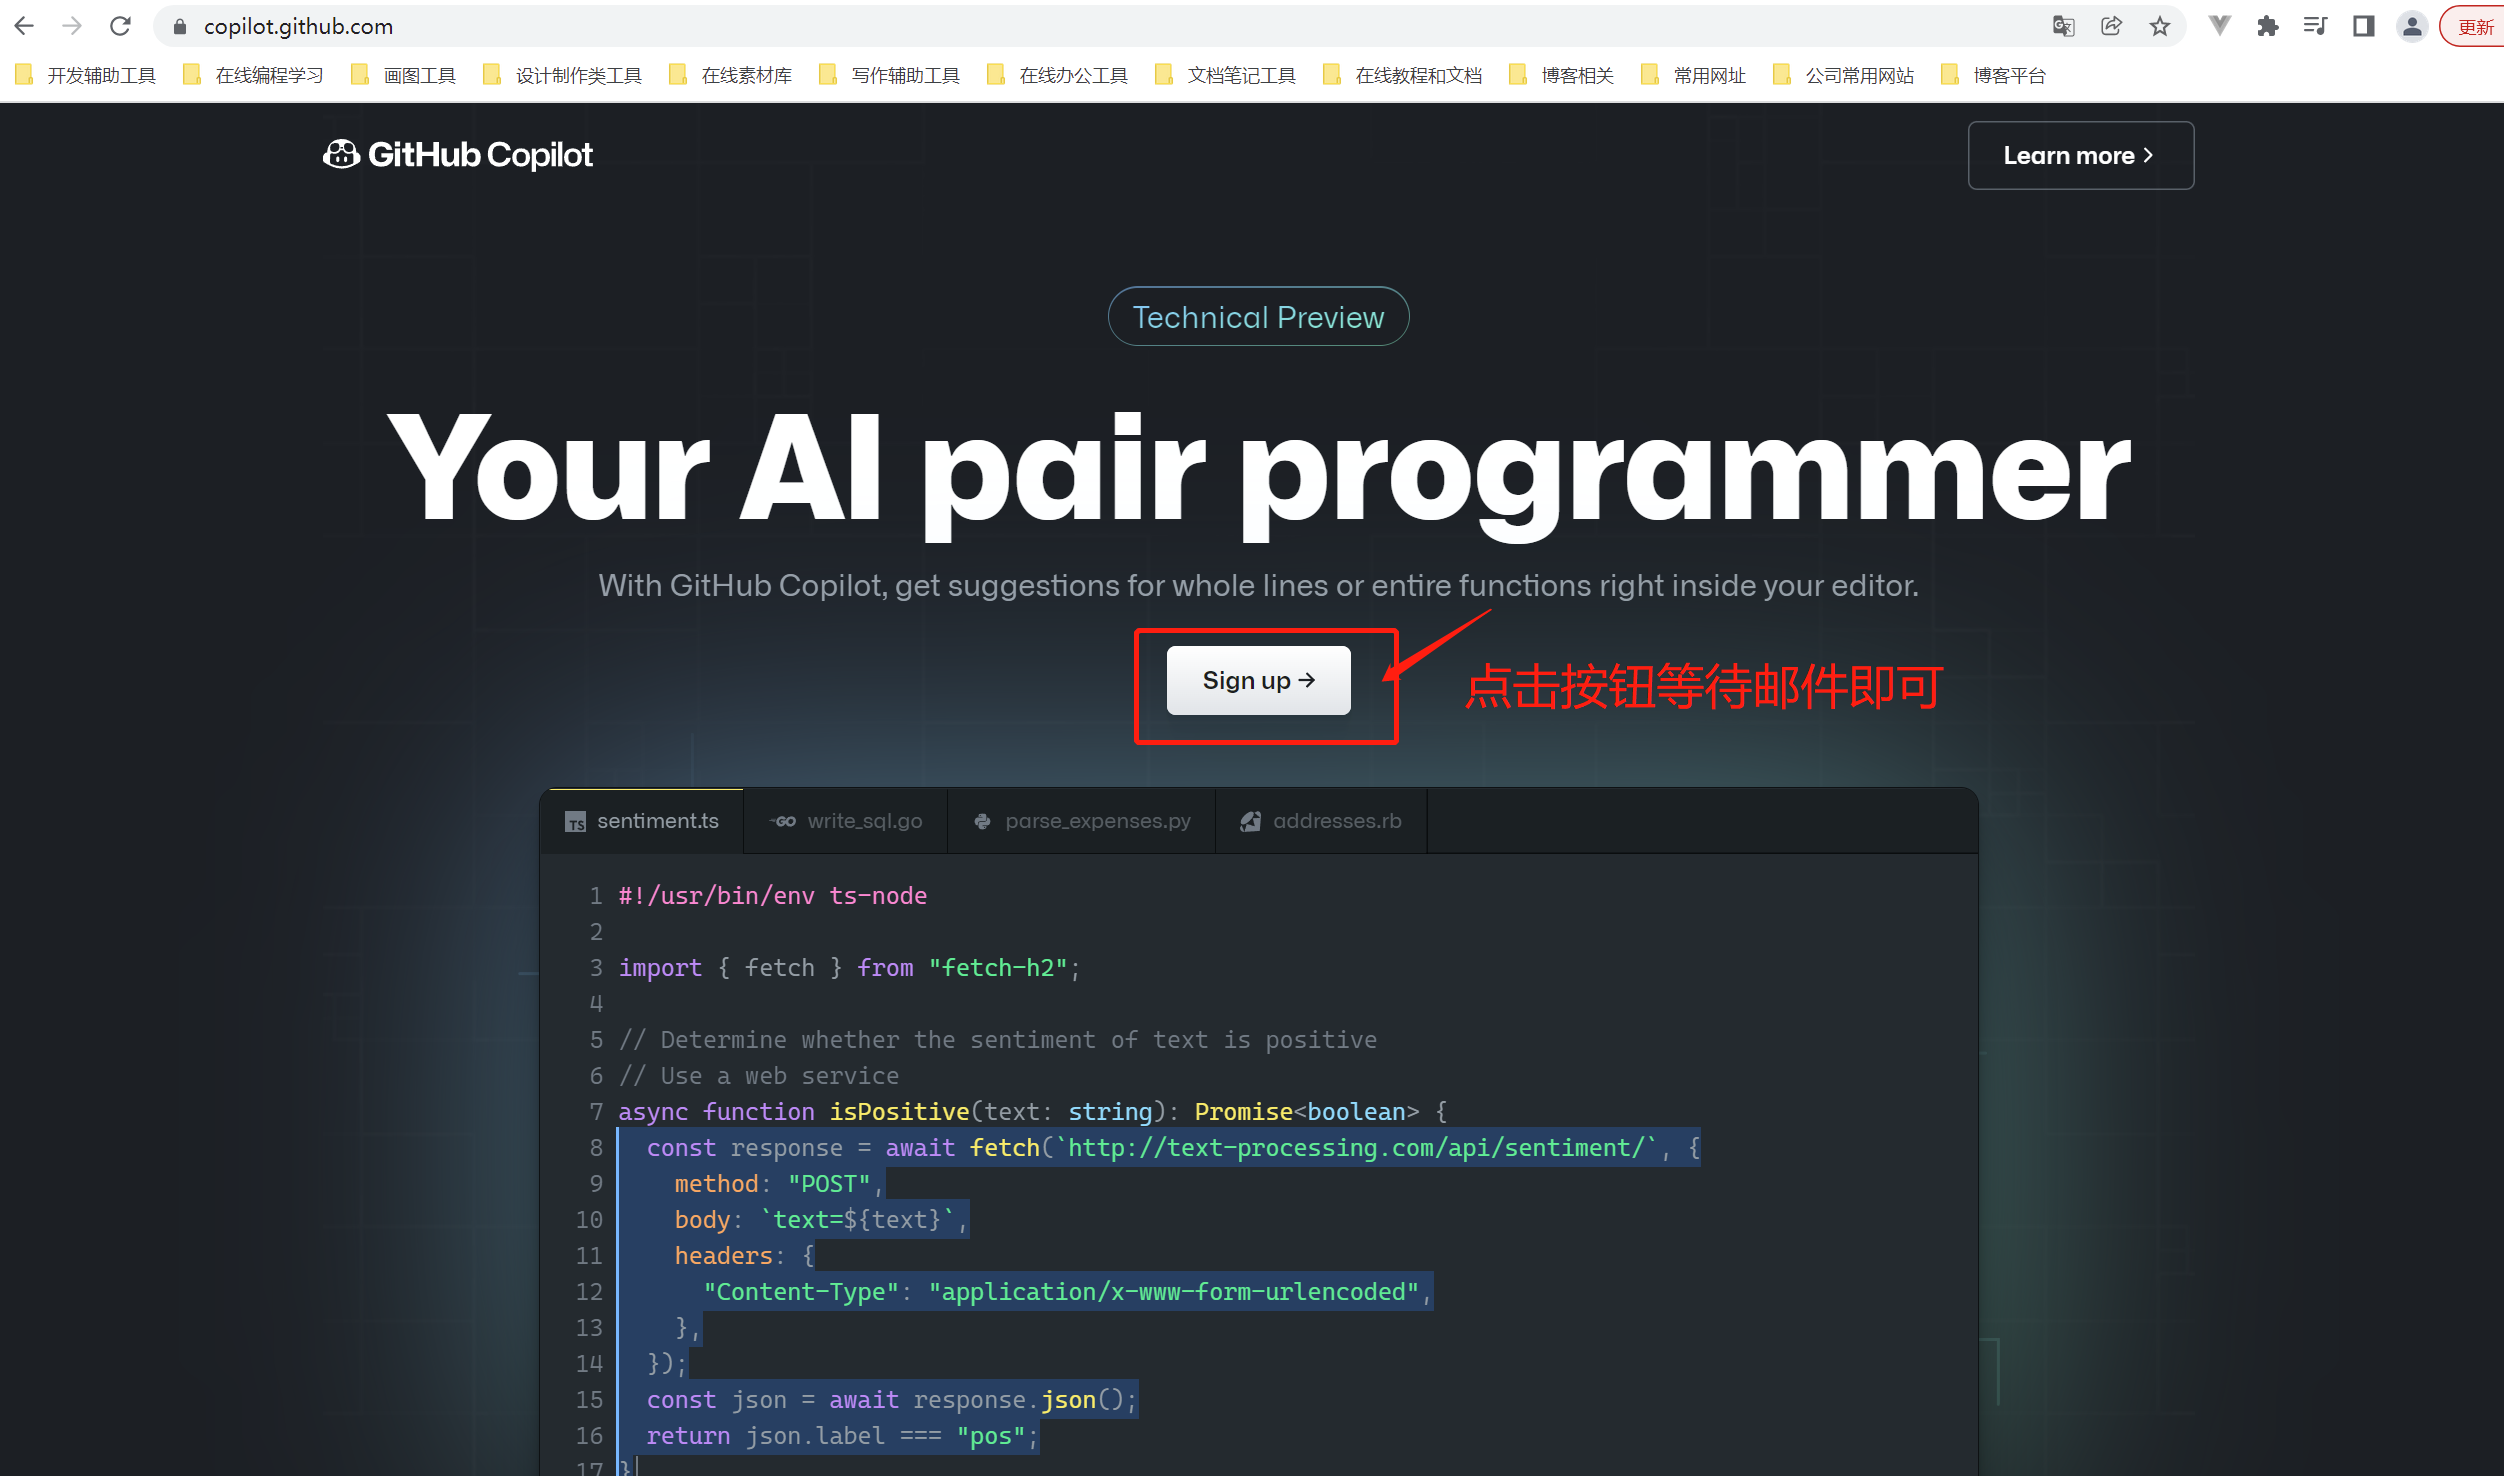 copilot.github.com
更新
开发辅助工具 在线编程学习 画图工具 设计制作类工具 在线素材库 写作辅助工具 在线办公工具 文档笔记工具 在线教程和文档 博客相关 常用网址 公司常用网站 博客平台
GitHub Copilot
Learn more >
Technical Preview
Your AI pair programmer
With GitHub Copilot, get suggestions for whole lines or entire functions right inside your editor.
Sign up →
点击按钮等待邮件即可
TS sentiment.ts GO write_sql.go parse_expenses.py addresses.rb
1 #!/usr/bin/env ts-node
2
3 import { fetch } from "fetch-h2";
4
5 // Determine whether the sentiment of text is positive
6 // Use a web service
7 async function isPositive(text: string): Promise<boolean> {
8 const response = await fetch(`http://text-processing.com/api/sentiment/`, {
9 method: "POST",
10 body: `text=${text}`,
11 headers: {
12 "Content-Type": "application/x-www-form-urlencoded",
13 },
14 });
15 const json = await response.json();
16 return json.label === "pos";
17 }